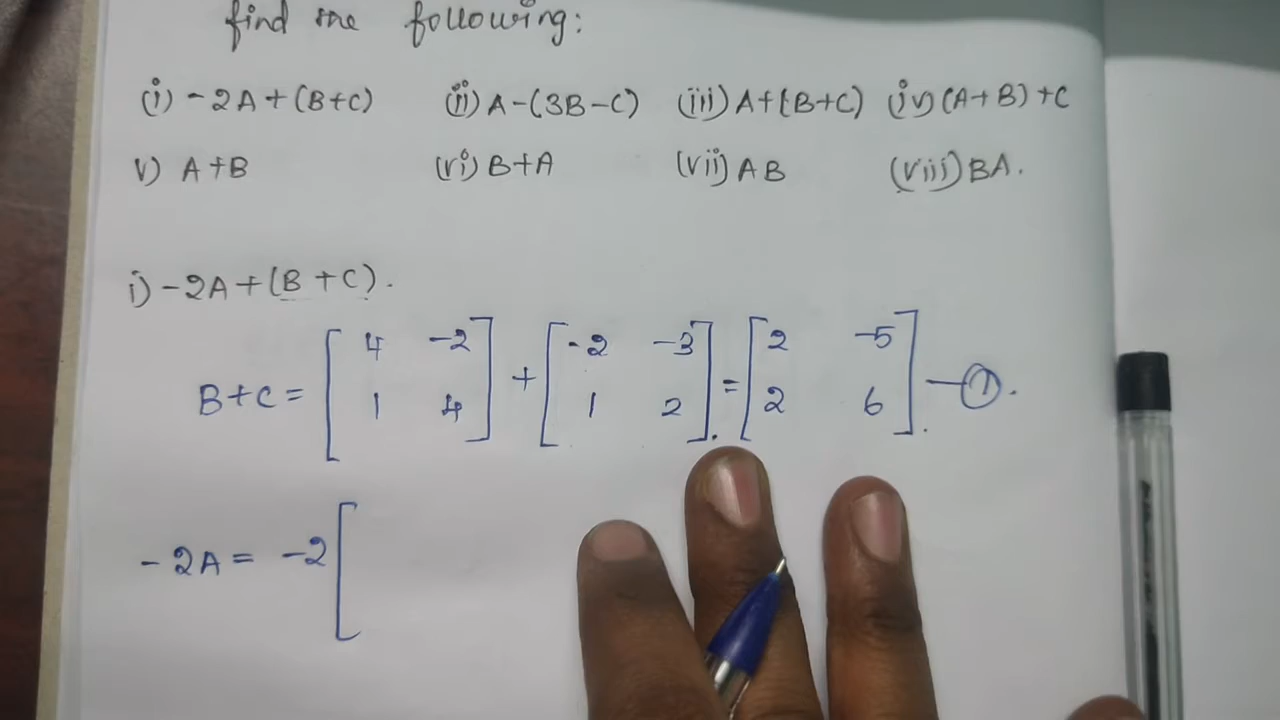 find the following:
(i) -2A+(B+C) (ii) A-(3B-C) (iii) A+(B+C) (iv) (A+B)+C
v) A+B (vi) B+A (vii) AB (viii) BA.
i) -2A+(B+C).
B+C = [4 -2] + [-2 -3] = [2 -5] — ①.
[1 4] [1 2]. [2 6].
-2A = -2[